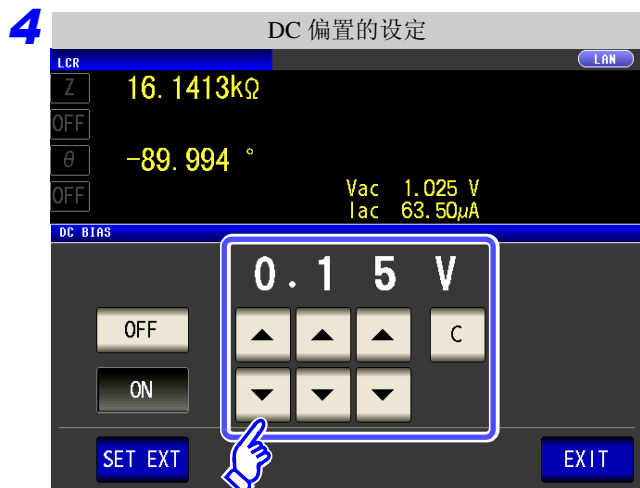 4
DC 偏置的设定
LCR
LAN
Z 16.1413kΩ
OFF
θ -89.994 °
OFF
Vac 1.025 V
Iac 63.50μA
DC BIAS
0.15 V
OFF
C
ON
SET EXT
EXIT